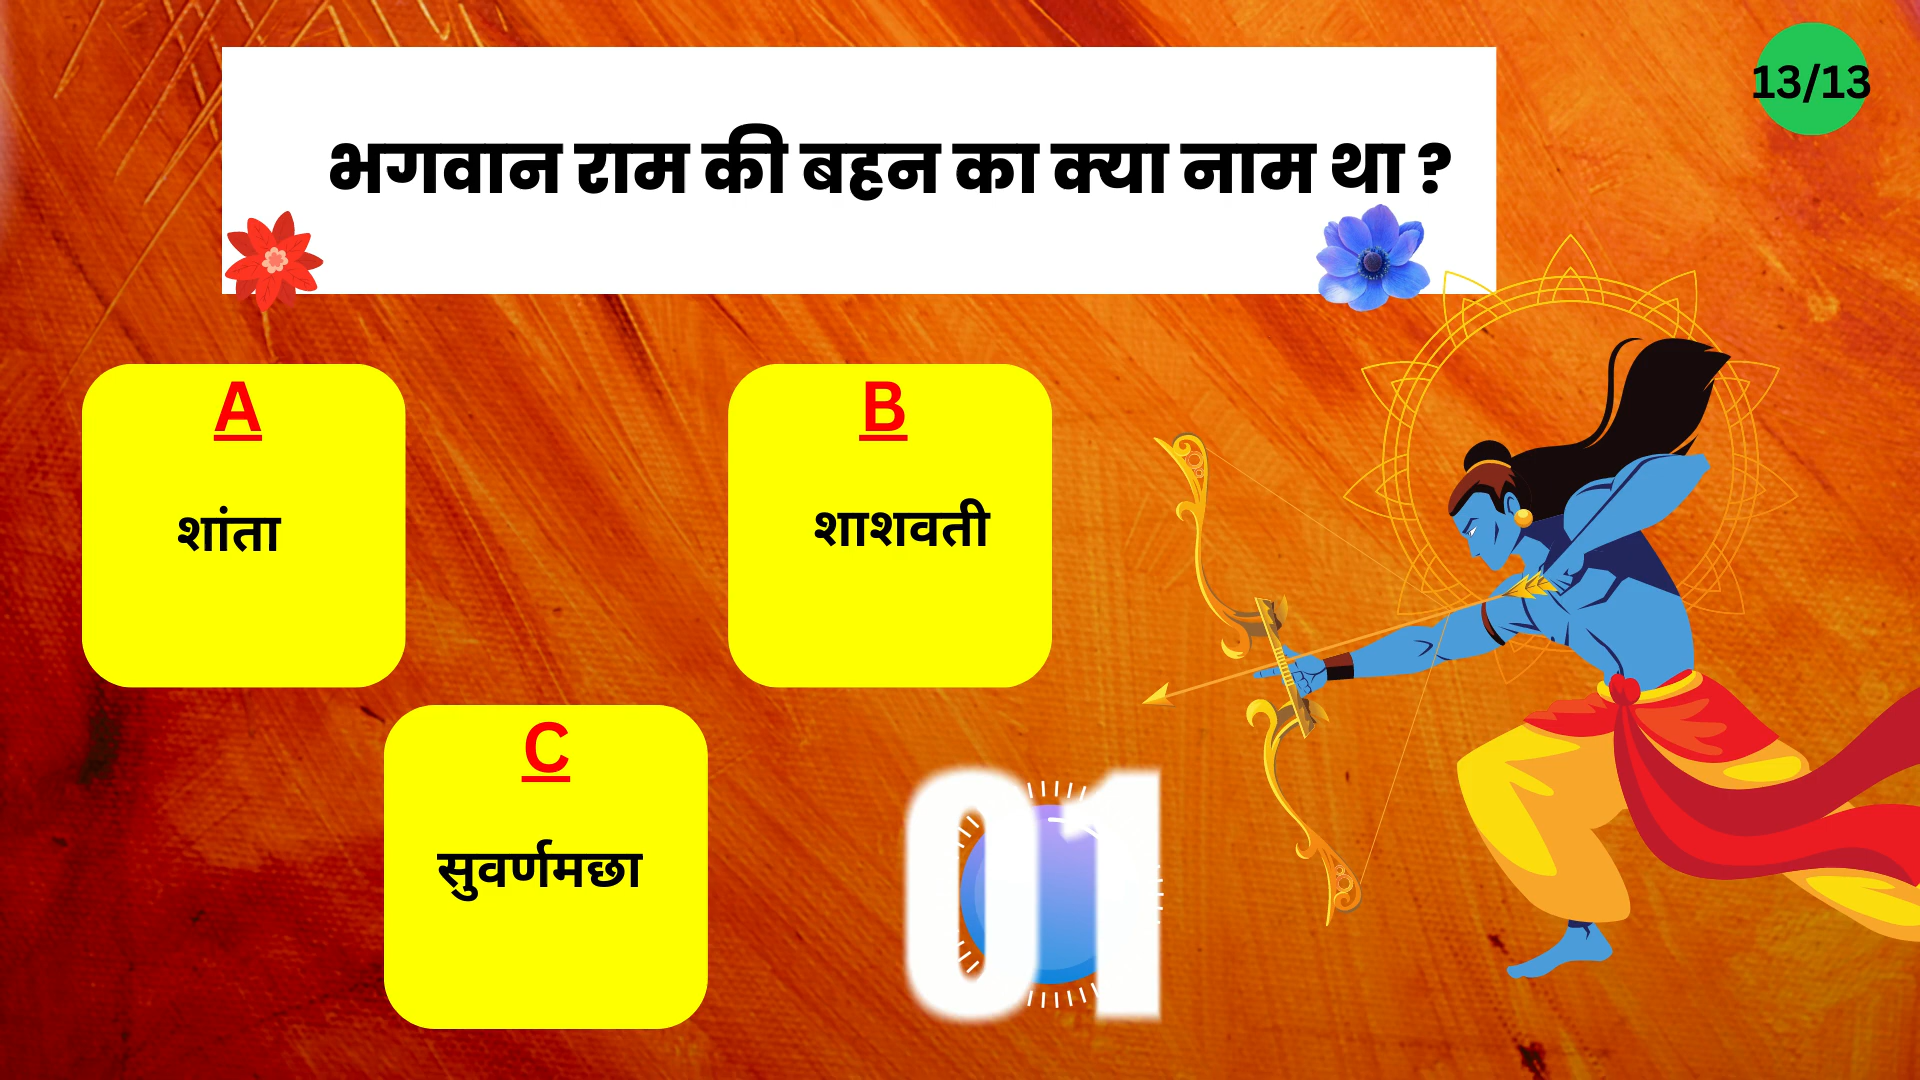 13/13
भगवान राम की बहन का क्या नाम था ?
A
शांता
B
शाशवती
C
सुवर्णमछा
01